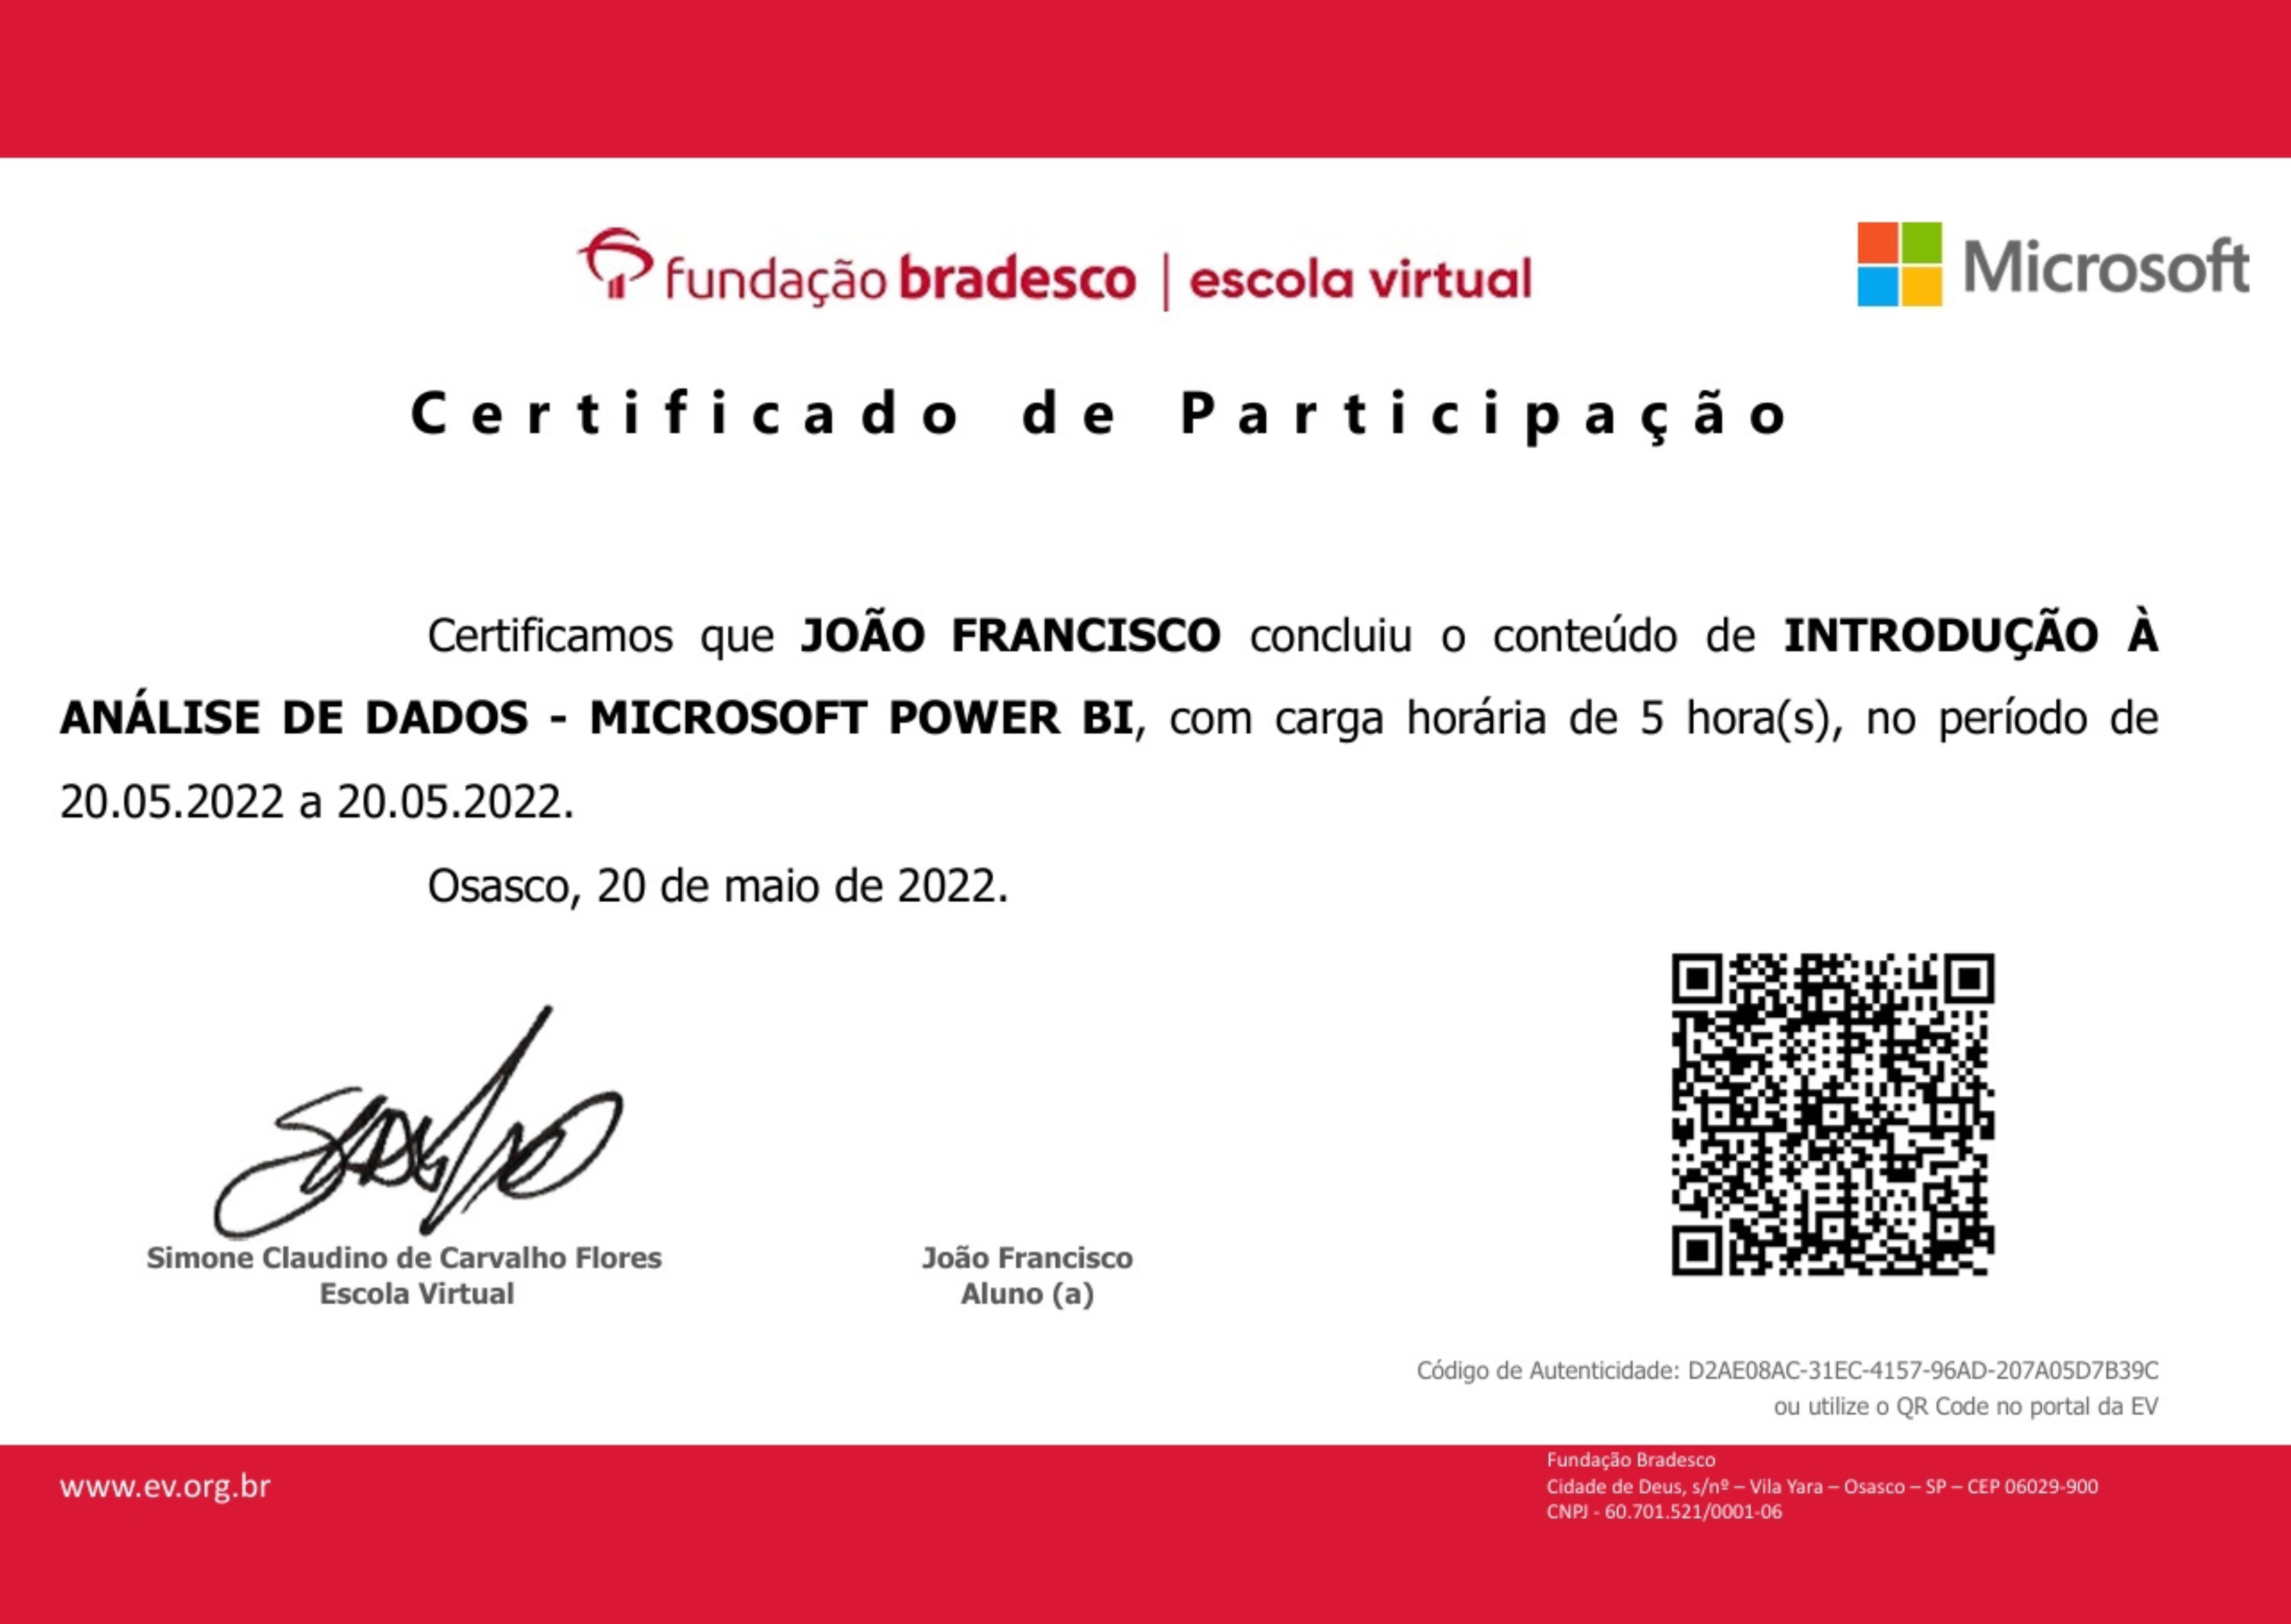 fundação bradesco | escola virtual
Microsoft
Certificado de Participação
Certificamos que JOÃO FRANCISCO concluiu o conteúdo de INTRODUÇÃO À
ANÁLISE DE DADOS - MICROSOFT POWER BI, com carga horária de 5 hora(s), no período de
20.05.2022 a 20.05.2022.
Osasco, 20 de maio de 2022.
Simone Claudino de Carvalho Flores
Escola Virtual
João Francisco
Aluno (a)
Código de Autenticidade: D2AE08AC-31EC-4157-96AD-207A05D7B39C
ou utilize o QR Code no portal da EV
www.ev.org.br
Fundação Bradesco
Cidade de Deus, s/nº – Vila Yara – Osasco – SP – CEP 06029-900
CNPJ - 60.701.521/0001-06